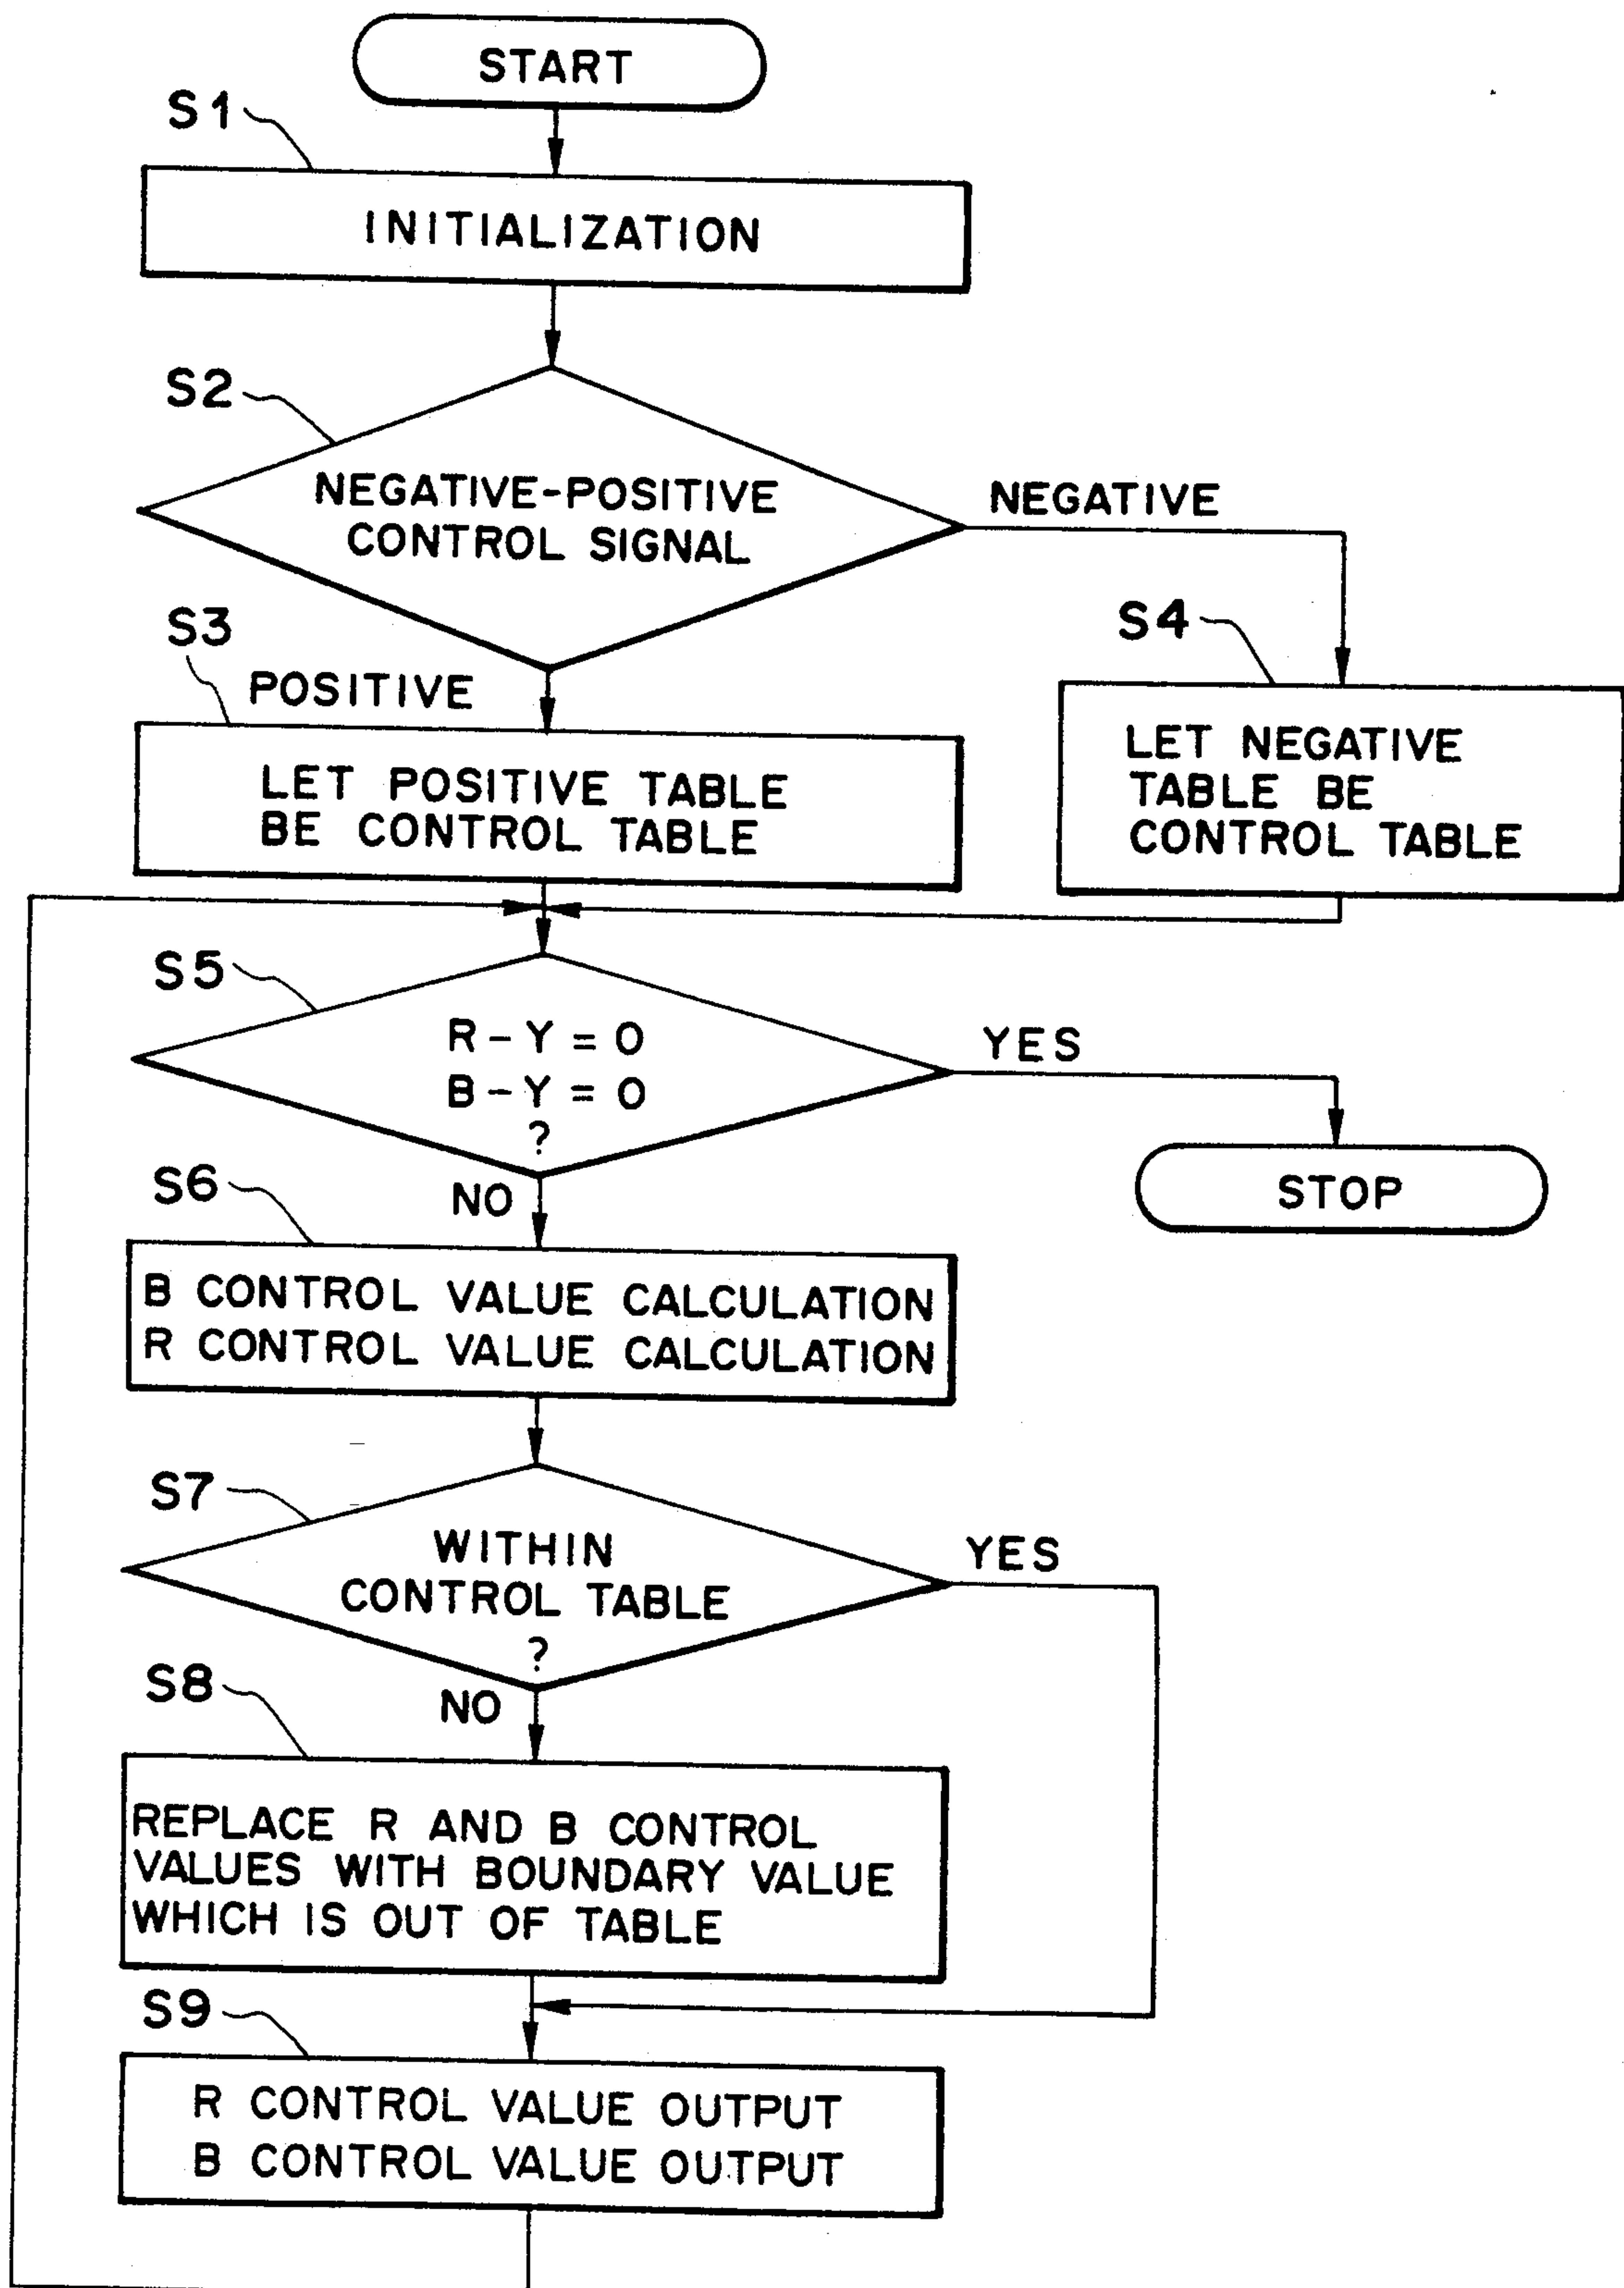 START
S1
INITIALIZATION
S2
NEGATIVE-POSITIVE
CONTROL SIGNAL
NEGATIVE
S3
POSITIVE
S4
LET POSITIVE TABLE
BE CONTROL TABLE
LET NEGATIVE
TABLE BE
CONTROL TABLE
S5
R-Y=0
B-Y=0
?
YES
STOP
S6
NO
B CONTROL VALUE CALCULATION
R CONTROL VALUE CALCULATION
S7
WITHIN
CONTROL TABLE
?
YES
S8
NO
REPLACE R AND B CONTROL
VALUES WITH BOUNDARY VALUE
WHICH IS OUT OF TABLE
S9
R CONTROL VALUE OUTPUT
B CONTROL VALUE OUTPUT